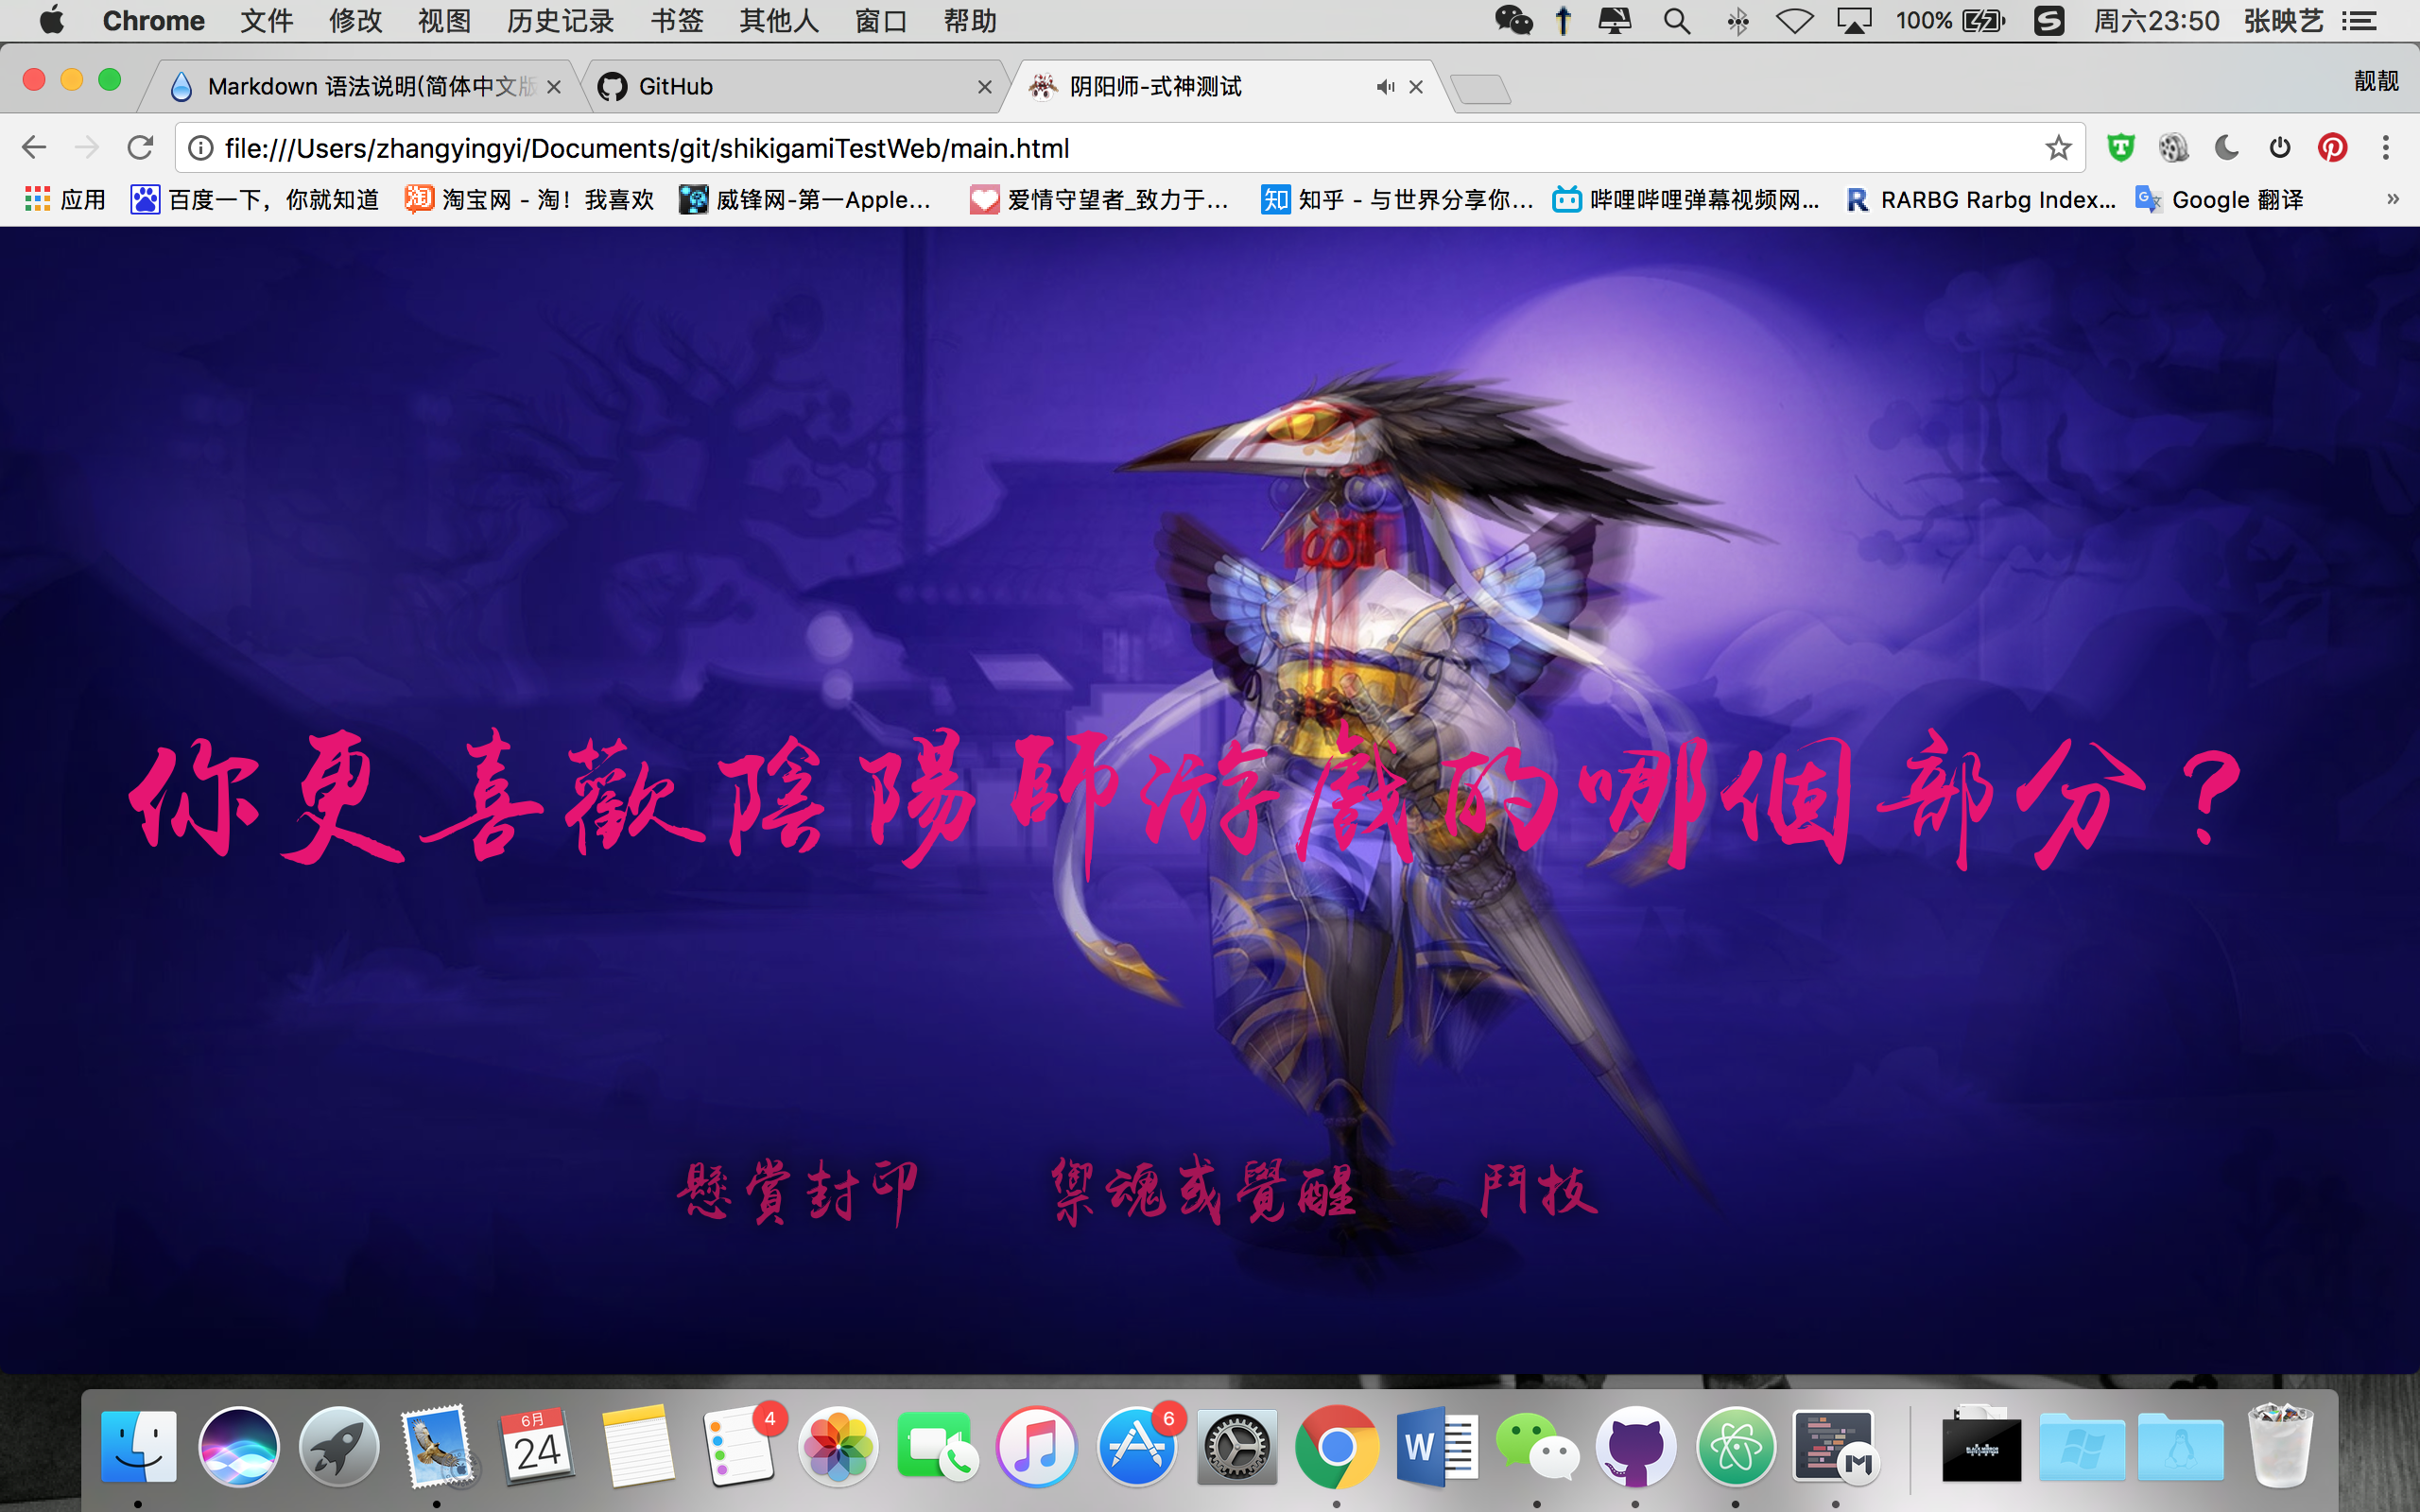 Chrome 文件 修改 视图 历史记录 书签 其他人 窗口 帮助 100% 周六23:50 张映艺
Markdown 语法说明(简体中文版 GitHub 阴阳师-式神测试 靓靓
file:///Users/zhangyingyi/Documents/git/shikigamiTestWeb/main.html
应用 百度一下，你就知道 淘宝网 - 淘！我喜欢 威锋网-第一Apple... 爱情守望者_致力于... 知乎 - 与世界分享你... 哔哩哔哩弹幕视频网... RARBG Rarbg Index... Google 翻译 »
你更喜歡陰陽師游戲的哪個部分？
懸賞封印 禦魂或覺醒 鬥技
4 6
6月
24